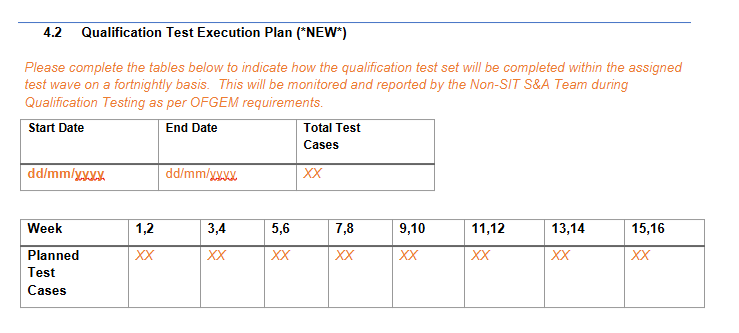 4.2 Qualification Test Execution Plan (*NEW*)
Please complete the tables below to indicate how the qualification test set will be completed within the assigned
test wave on a fortnightly basis. This will be monitored and reported by the Non-SIT S&A Team during
Qualification Testing as per OFGEM requirements.
Start Date End Date Total Test
Cases
dd/mm/yyyy dd/mm/yyyy XX
Week 1,2 3,4 5,6 7,8 9,10 11,12 13,14 15,16
Planned XX XX XX XX XX XX XX XX
Test
Cases